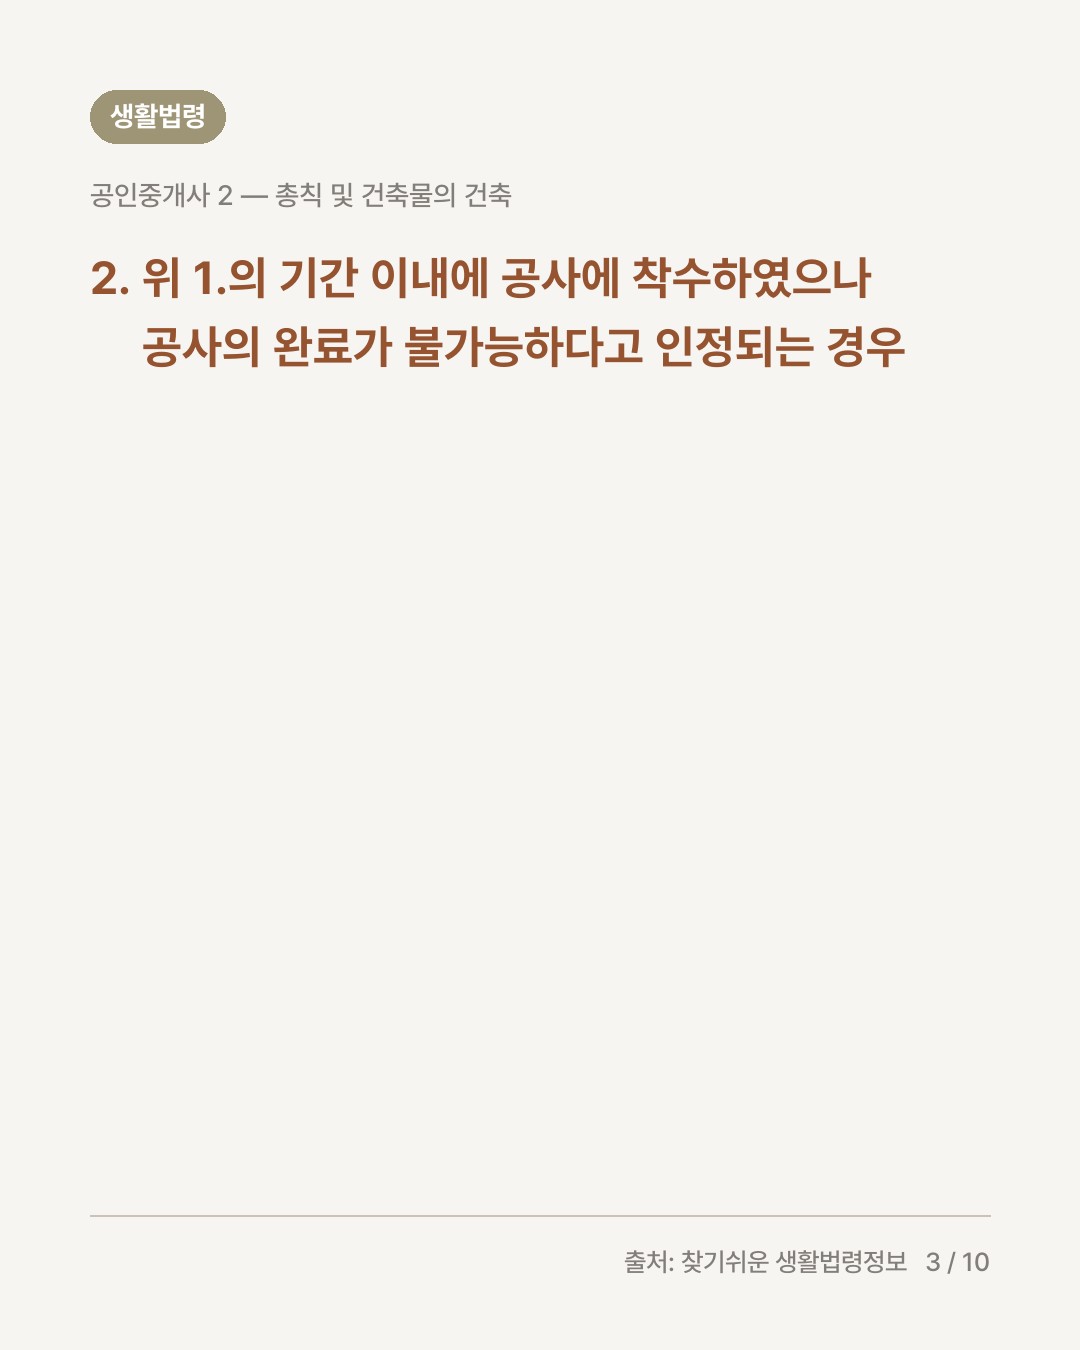 생활법령
공인중개사 2 — 총칙 및 건축물의 건축
2. 위 1.의 기간 이내에 공사에 착수하였으나
공사의 완료가 불가능하다고 인정되는 경우
출처: 찾기쉬운 생활법령정보 3 / 10